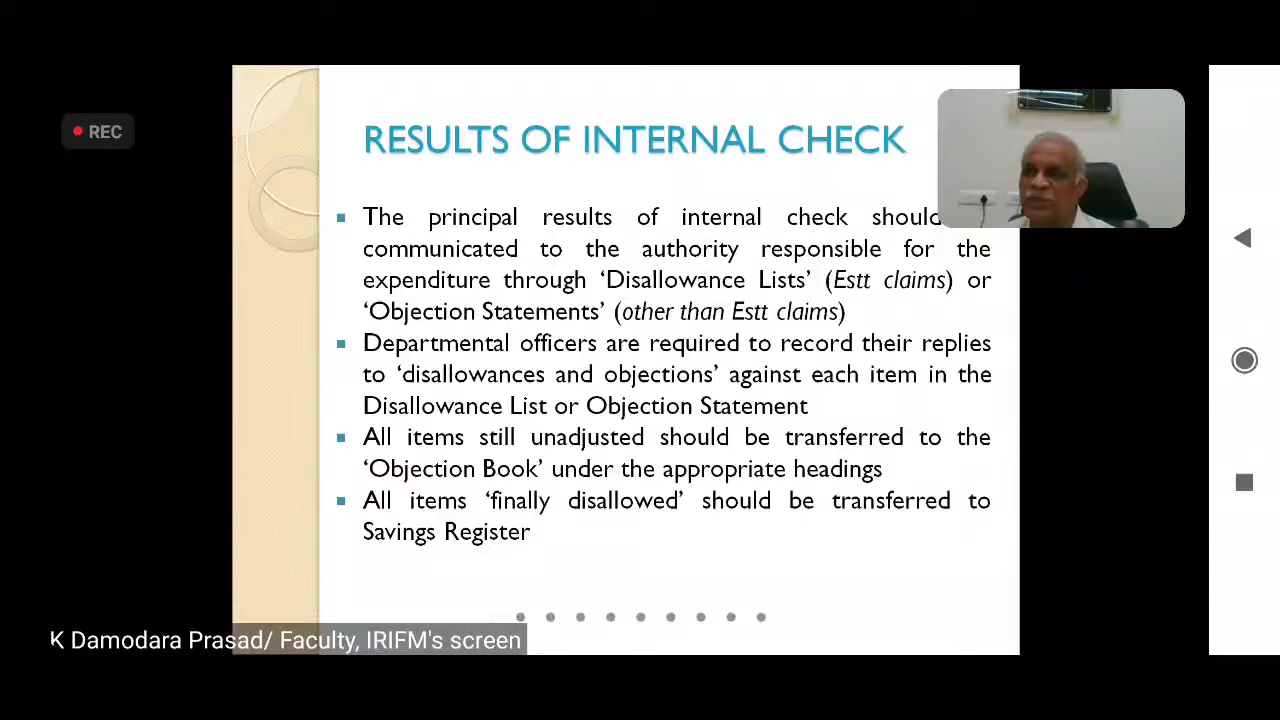 REC
RESULTS OF INTERNAL CHECK
The principal results of internal check should
communicated to the authority responsible for the
expenditure through ‘Disallowance Lists’ (Estt claims) or
‘Objection Statements’ (other than Estt claims)
Departmental officers are required to record their replies
to ‘disallowances and objections’ against each item in the
Disallowance List or Objection Statement
All items still unadjusted should be transferred to the
‘Objection Book’ under the appropriate headings
All items ‘finally disallowed’ should be transferred to
Savings Register
K Damodara Prasad/ Faculty, IRIFM's screen